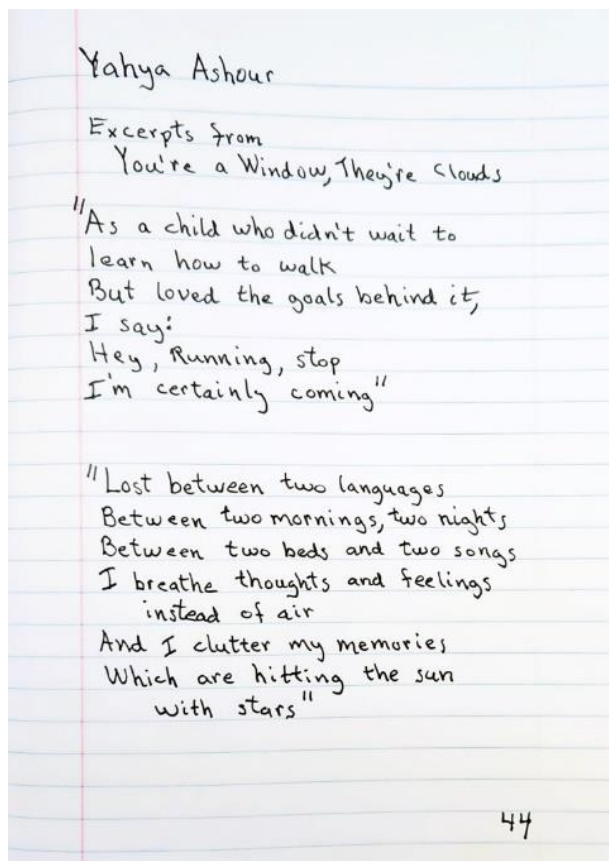 Yahya Ashour
Excerpts from
You're a Window, They're Clouds
"As a child who didn't wait to
learn how to walk
But loved the goals behind it,
I say:
Hey, Running, stop
I'm certainly coming"
"Lost between two languages
Between two mornings, two nights
Between two beds and two songs
I breathe thoughts and feelings
instead of air
And I clutter my memories
Which are hitting the sun
with stars"
44